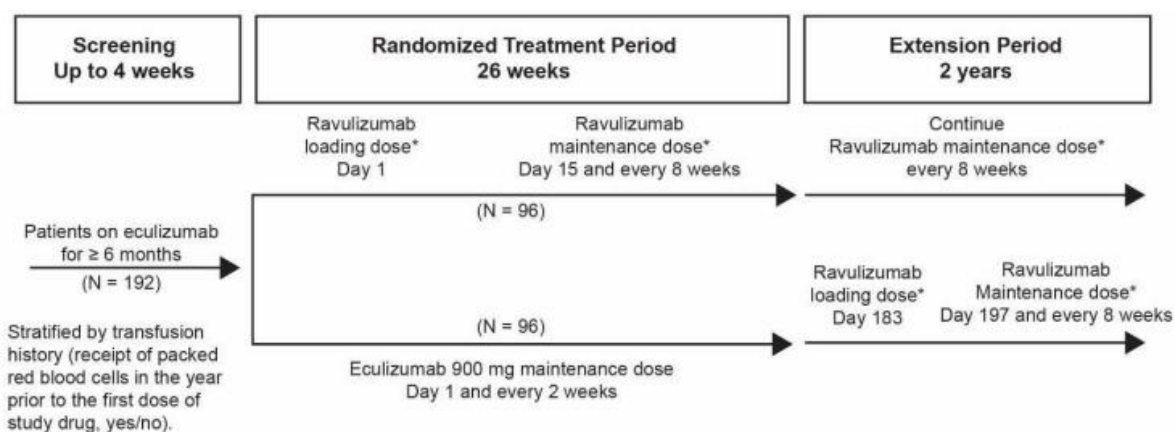 Screening
Up to 4 weeks
Randomized Treatment Period
26 weeks
Extension Period
2 years
Ravulizumab
loading dose*
Day 1
Ravulizumab
maintenance dose*
Day 15 and every 8 weeks
Continue
Ravulizumab maintenance dose*
every 8 weeks
(N = 96)
Patients on eculizumab
for ≥ 6 months
(N = 192)
Stratified by transfusion
history (receipt of packed
red blood cells in the year
prior to the first dose of
study drug, yes/no).
(N = 96)
Eculizumab 900 mg maintenance dose
Day 1 and every 2 weeks
Ravulizumab
loading dose*
Day 183
Ravulizumab
Maintenance dose*
Day 197 and every 8 weeks